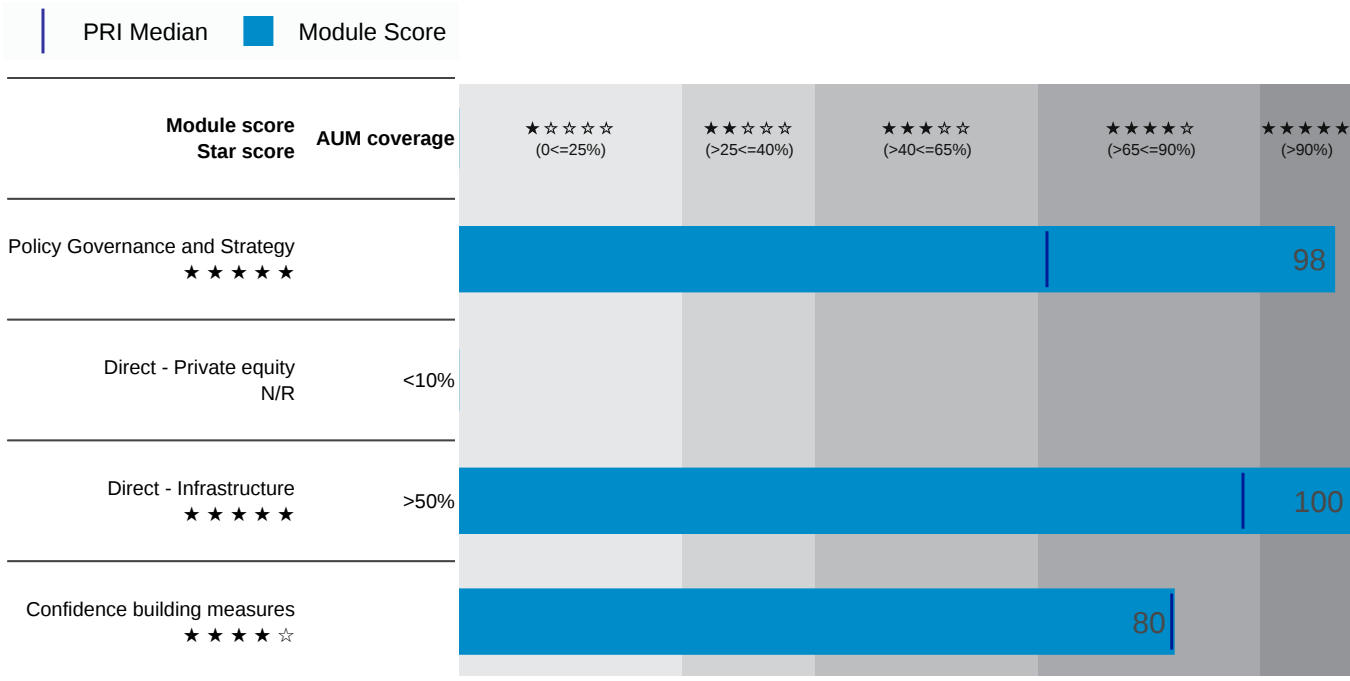 PRI Median
Module Score
Module score
Star score
AUM coverage
★☆☆☆☆
(0<=25%)
★★☆☆☆
(>25<=40%)
★★★☆☆
(>40<=65%)
★★★★☆
(>65<=90%)
★★★★★
(>90%)
Policy Governance and Strategy
★★★★★
98
Direct - Private equity
N/R
<10%
Direct - Infrastructure
★★★★★
>50%
100
Confidence building measures
★★★★☆
80